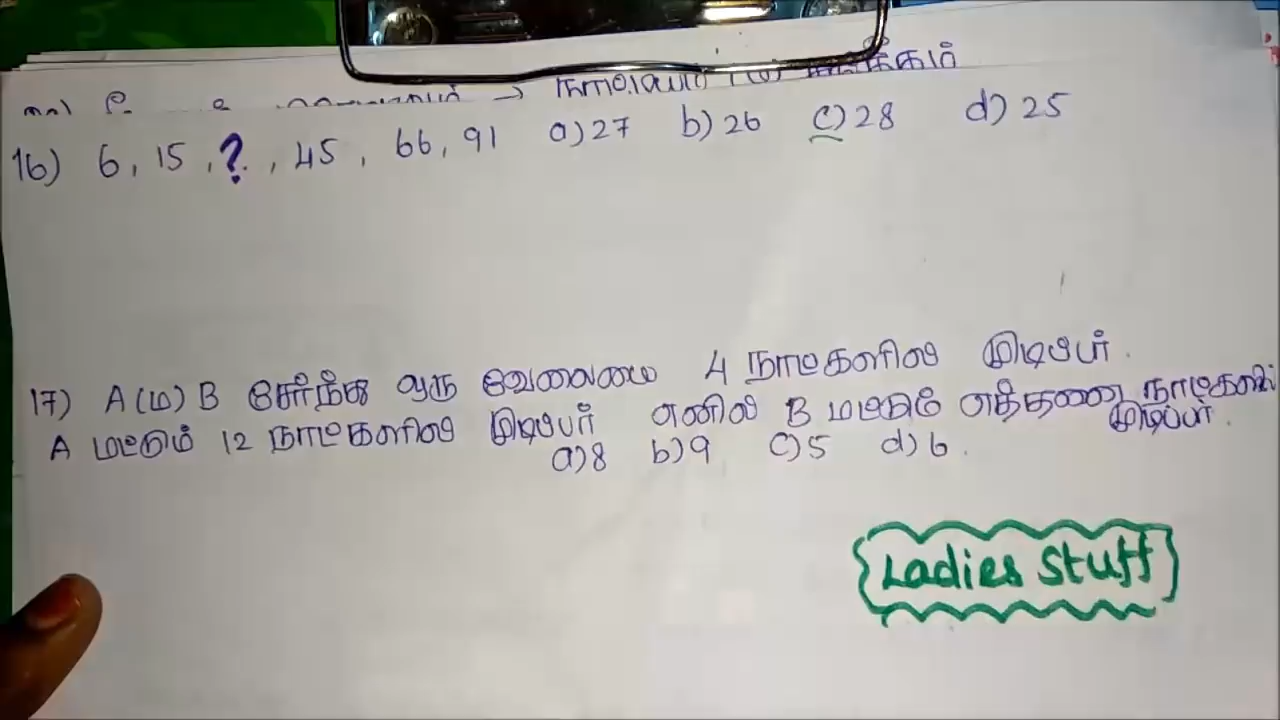 16) 6, 15, ?, 45, 66, 91 a) 27 b) 26 c) 28 d) 25
17) A (ம) B சேர்ந்து ஒரு வேலையை 4 நாட்களில் முடிப்பர்.
A மட்டும் 12 நாட்களில் முடிப்பர் எனில் B மட்டும் எத்தனை நாட்களில் முடிப்பர்.
a) 8 b) 9 c) 5 d) 6.
Ladies Stuff